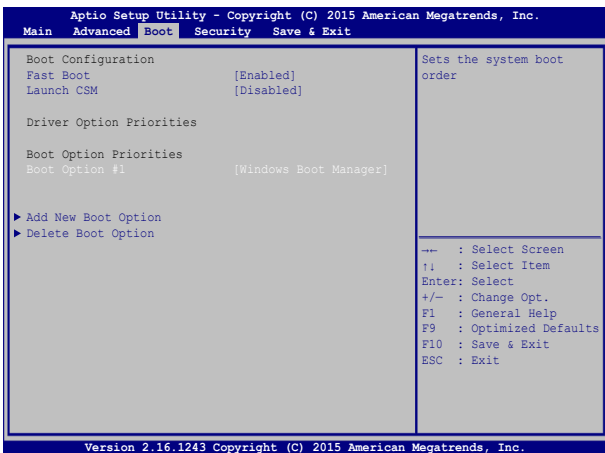 Aptio Setup Utility - Copyright (C) 2015 American Megatrends, Inc.
Main Advanced Boot Security Save & Exit
Boot Configuration
Fast Boot [Enabled]
Launch CSM [Disabled]
Driver Option Priorities
Boot Option Priorities
Boot Option #1 [Windows Boot Manager]
▶ Add New Boot Option
▶ Delete Boot Option
Sets the system boot
order
→← : Select Screen
↑↓ : Select Item
Enter: Select
+/— : Change Opt.
F1 : General Help
F9 : Optimized Defaults
F10 : Save & Exit
ESC : Exit
Version 2.16.1243 Copyright (C) 2015 American Megatrends, Inc.